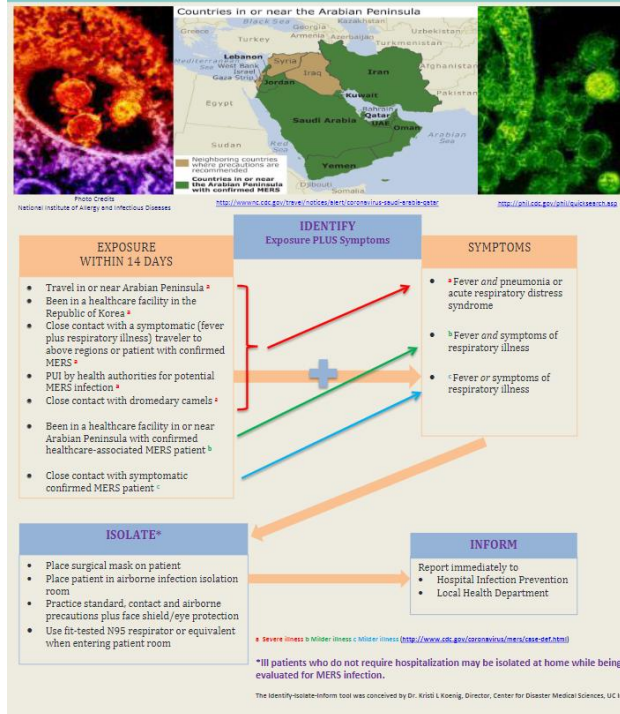 Countries in or near the Arabian Peninsula
Black Sea
Georgia
Kazakhstan
Greece
Armenia
Azerbaijan
Uzbekistan
Turkey
Turkmenistan
Mediterranean Sea
Lebanon
West Bank
Israel
Gaza Strip
Syria
Jordan
Iraq
Iran
Afghanistan
Pakistan
Kuwait
Bahrain
Qatar
UAE
Oman
Egypt
Saudi Arabia
Arabian Sea
Red Sea
Sudan
Yemen
Djibouti
Somalia
Neighboring countries
where precautions are
recommended
Countries in or near
the Arabian Peninsula
with confirmed MERS
Photo Credits
National Institute of Allergy and Infectious Diseases
http://wwwnc.cdc.gov/travel/notices/alert/coronavirus-saudi-arabia-qatar
http://phil.cdc.gov/phil/quicksearch.asp
IDENTIFY
Exposure PLUS Symptoms
EXPOSURE
WITHIN 14 DAYS
• Travel in or near Arabian Peninsula a
• Been in a healthcare facility in the
Republic of Korea a
• Close contact with a symptomatic (fever
plus respiratory illness) traveler to
above regions or patient with confirmed
MERS a
• PUI by health authorities for potential
MERS infection a
• Close contact with dromedary camels a
• Been in a healthcare facility in or near
Arabian Peninsula with confirmed
healthcare-associated MERS patient b
• Close contact with symptomatic
confirmed MERS patient c
+
SYMPTOMS
• a Fever and pneumonia or
acute respiratory distress
syndrome
• b Fever and symptoms of
respiratory illness
• c Fever or symptoms of
respiratory illness
ISOLATE*
• Place surgical mask on patient
• Place patient in airborne infection isolation
room
• Practice standard, contact and airborne
precautions plus face shield/eye protection
• Use fit-tested N95 respirator or equivalent
when entering patient room
INFORM
Report immediately to
• Hospital Infection Prevention
• Local Health Department
a Severe illness b Milder illness c Milder illness (http://www.cdc.gov/coronavirus/mers/case-def.html)
*Ill patients who do not require hospitalization may be isolated at home while being
evaluated for MERS infection.
The Identify-Isolate-Inform tool was conceived by Dr. Kristi L Koenig, Director, Center for Disaster Medical Sciences, UC